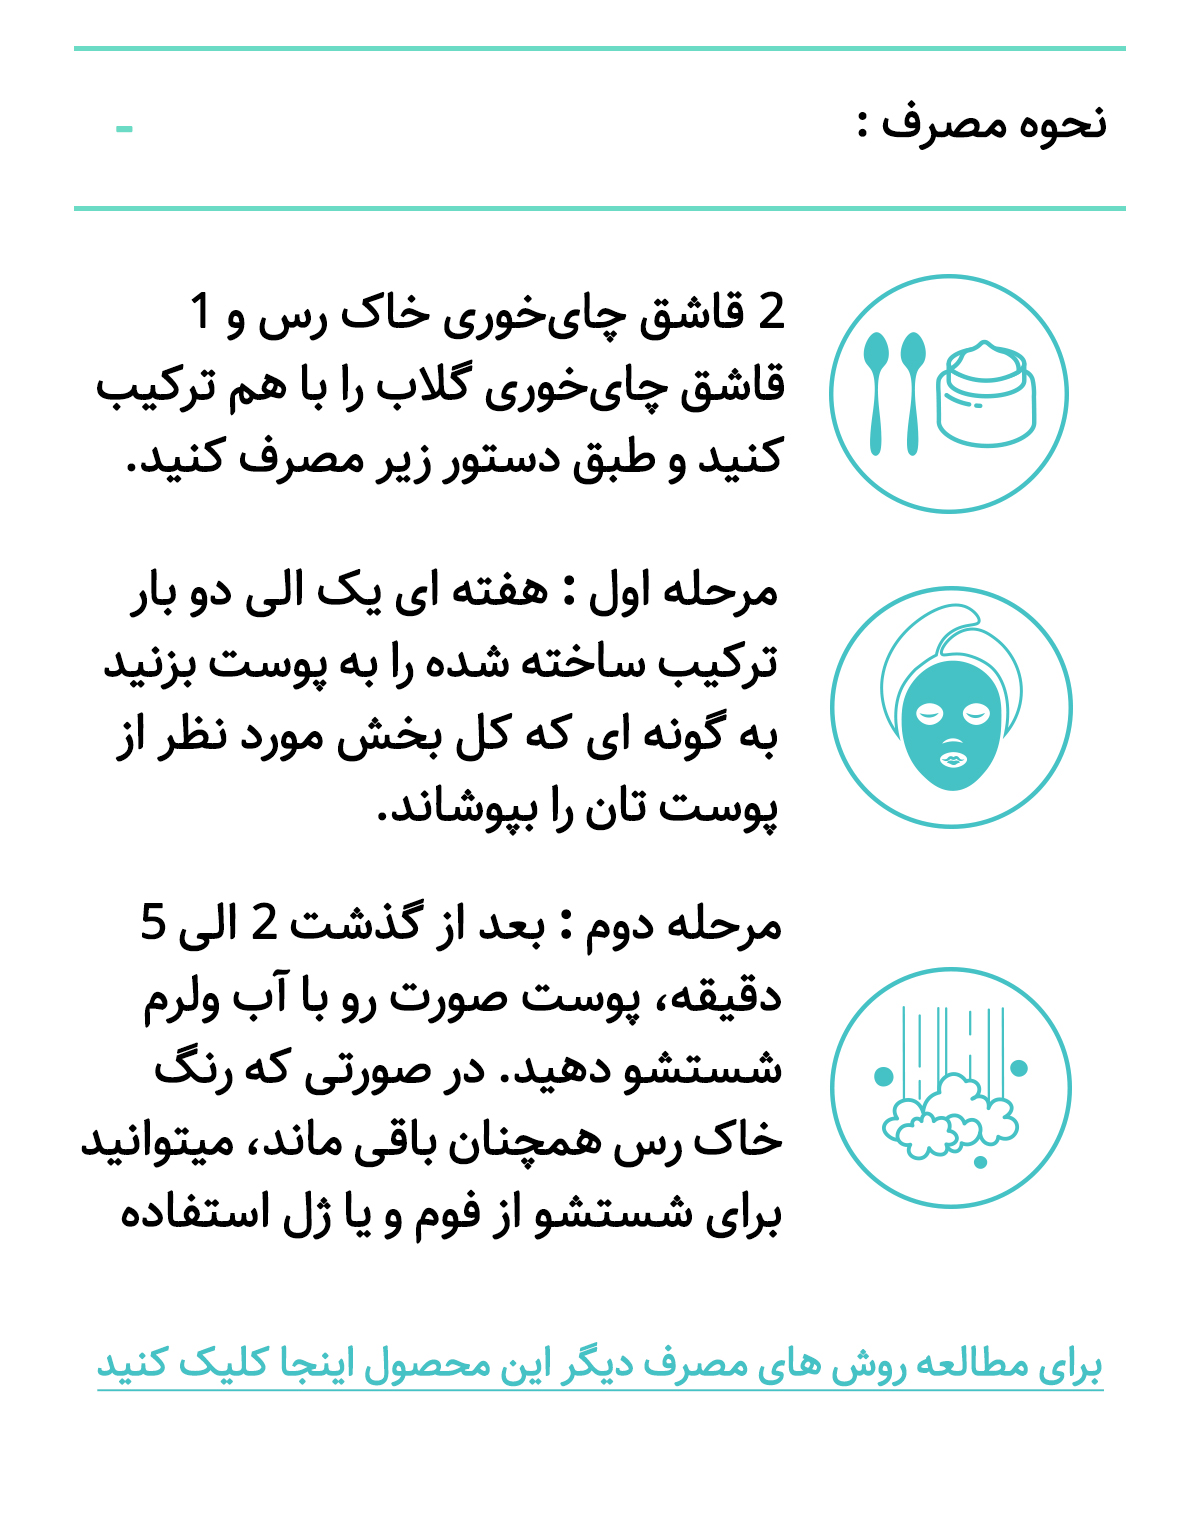 نحوه مصرف :
-
2 قاشق چای‌خوری خاک رس و 1
قاشق چای‌خوری گلاب را با هم ترکیب
کنید و طبق دستور زیر مصرف کنید.
مرحله اول : هفته ای یک الی دو بار
ترکیب ساخته شده را به پوست بزنید
به گونه ای که کل بخش مورد نظر از
پوست تان را بپوشاند.
مرحله دوم : بعد از گذشت 2 الی 5
دقیقه، پوست صورت رو با آب ولرم
شستشو دهید. در صورتی که رنگ
خاک رس همچنان باقی ماند، میتوانید
برای شستشو از فوم و یا ژل استفاده
برای مطالعه روش های مصرف دیگر این محصول اینجا کلیک کنید